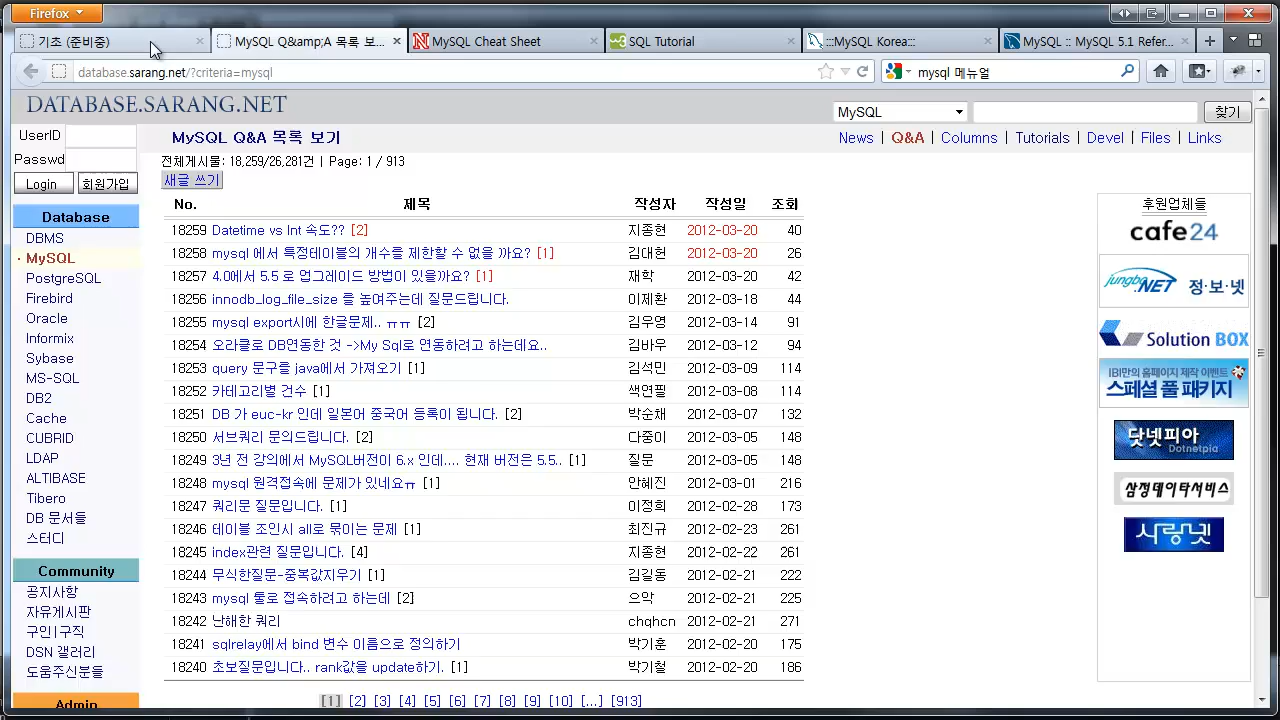 Firefox
기초 (준비중)
MySQL Q&amp;A 목록 보...
MySQL Cheat Sheet
SQL Tutorial
:::MySQL Korea:::
MySQL :: MySQL 5.1 Refer...
database.sarang.net/?criteria=mysql
mysql 메뉴얼
DATABASE.SARANG.NET
MySQL
찾기
UserID
MySQL Q&A 목록 보기
News | Q&A | Columns | Tutorials | Devel | Files | Links
Passwd
전체게시물: 18,259/26,281건 | Page: 1 / 913
Login
회원가입
새글 쓰기
No. 제목 작성자 작성일 조회
18259 Datetime vs Int 속도?? [2] 지종현 2012-03-20 40
18258 mysql 에서 특정테이블의 개수를 제한할 수 없을 까요? [1] 김대현 2012-03-20 26
18257 4.0에서 5.5 로 업그레이드 방법이 있을까요? [1] 재학 2012-03-20 42
18256 innodb_log_file_size 를 높여주는데 질문드립니다. 이제환 2012-03-18 44
18255 mysql export시에 한글문제.. ㅠㅠ [2] 김우영 2012-03-14 91
18254 오라클로 DB연동한 것 ->My Sql로 연동하려고 하는데요.. 김바우 2012-03-12 94
18253 query 문구를 java에서 가져오기 [1] 김석민 2012-03-09 114
18252 카테고리별 건수 [1] 색연필 2012-03-08 114
18251 DB 가 euc-kr 인데 일본어 중국어 등록이 됩니다. [2] 박순채 2012-03-07 132
18250 서브쿼리 문의드립니다. [2] 다중이 2012-03-05 148
18249 3년 전 강의에서 MySQL버전이 6.x 인데.... 현재 버전은 5.5.. [1] 질문 2012-03-05 148
18248 mysql 원격접속에 문제가 있네요ㅠ [1] 안혜진 2012-03-01 216
18247 쿼리문 질문입니다. [1] 이정희 2012-02-28 173
18246 테이블 조인시 all로 묶이는 문제 [1] 최진규 2012-02-23 261
18245 index관련 질문입니다. [4] 지종현 2012-02-22 261
18244 무식한질문-중복값지우기 [1] 김길동 2012-02-21 222
18243 mysql 툴로 접속하려고 하는데 [2] 으악 2012-02-21 225
18242 난해한 쿼리 chqhcn 2012-02-21 271
18241 sqlrelay에서 bind 변수 이름으로 정의하기 박기훈 2012-02-20 175
18240 초보질문입니다.. rank값을 update하기. [1] 박기철 2012-02-20 186
[1] [2] [3] [4] [5] [6] [7] [8] [9] [10] [...] [913]
Database
DBMS
· MySQL
PostgreSQL
Firebird
Oracle
Informix
Sybase
MS-SQL
DB2
Cache
CUBRID
LDAP
ALTIBASE
Tibero
DB 문서들
스터디
Community
공지사항
자유게시판
구인|구직
DSN 갤러리
도움주신분들
Admin
후원업체들
cafe24
jungbo.NET 정·보·넷
Solution BOX
IBI만의 홈페이지 제작 이벤트
스페셜 풀 패키지
닷넷피아
Dotnetpia
삼정데이타서비스
사랑넷